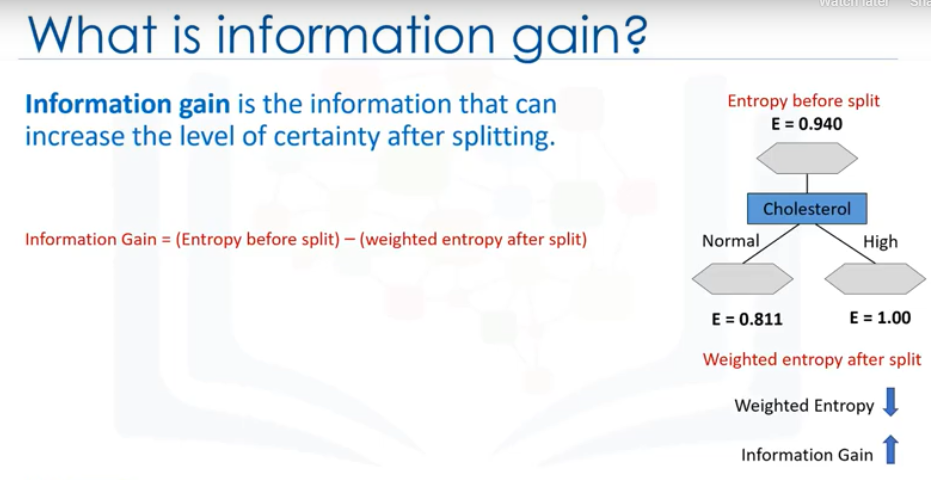 Watch later
What is information gain?
Information gain is the information that can
increase the level of certainty after splitting.
Information Gain = (Entropy before split) – (weighted entropy after split)
Entropy before split
E = 0.940
Cholesterol
Normal
High
E = 0.811
E = 1.00
Weighted entropy after split
Weighted Entropy
Information Gain